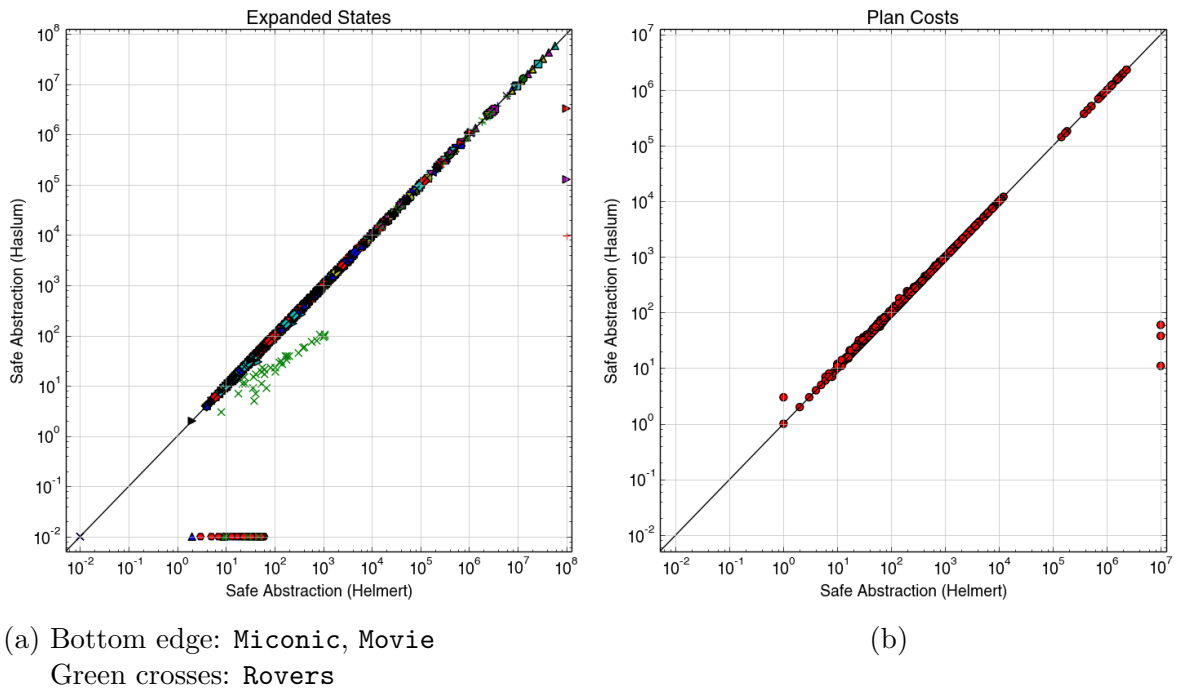 Expanded States
Plan Costs
10^8
10^7
10^6
10^5
10^4
10^3
10^2
10^1
10^0
10^-1
10^-2
Safe Abstraction (Haslum)
10^-2 10^-1 10^0 10^1 10^2 10^3 10^4 10^5 10^6 10^7 10^8
Safe Abstraction (Helmert)
10^7
10^6
10^5
10^4
10^3
10^2
10^1
10^0
10^-1
10^-2
Safe Abstraction (Haslum)
10^-2 10^-1 10^0 10^1 10^2 10^3 10^4 10^5 10^6 10^7
Safe Abstraction (Helmert)
(a) Bottom edge: Miconic, Movie
Green crosses: Rovers
(b)